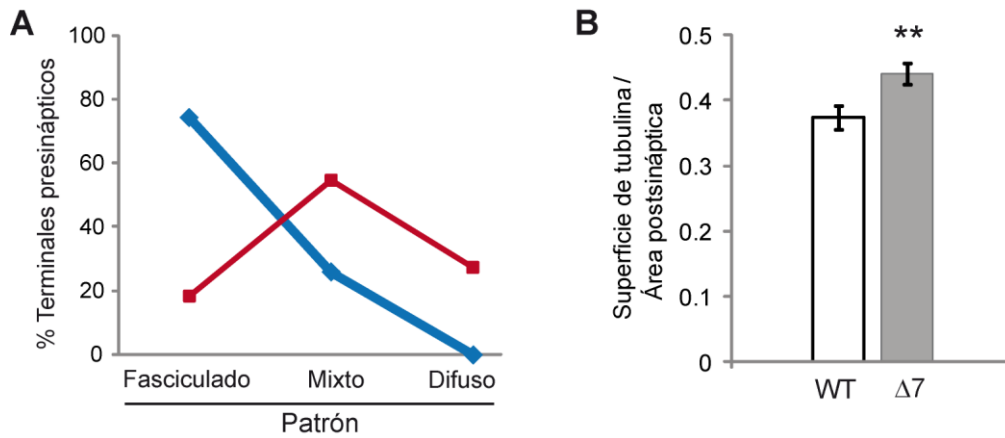 A
% Terminales presinápticos
100
80
60
40
20
0
Fasciculado Mixto Difuso
Patrón
B
Superficie de tubulina /
Área postsináptica
0.5
0.4
0.3
0.2
0.1
0
**
WT Δ7